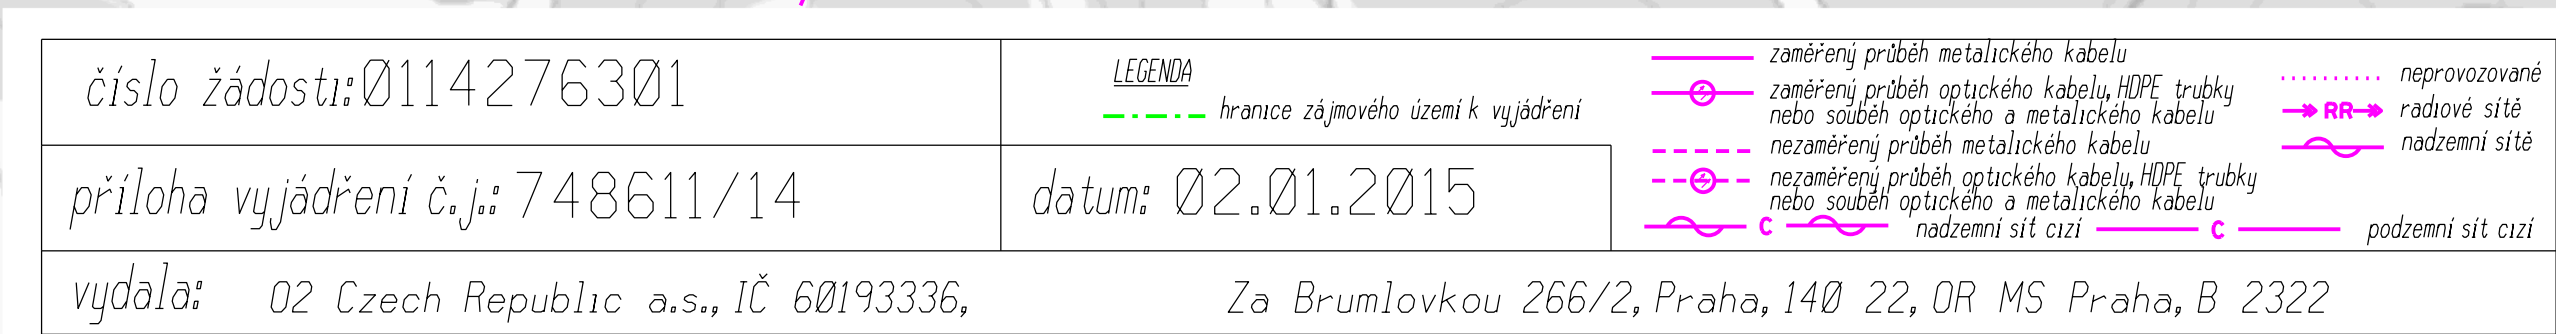 číslo žádosti: 0114276301
LEGENDA
hranice zájmového území k vyjádření
zaměřený průběh metalického kabelu
zaměřený průběh optického kabelu, HDPE trubky
nebo souběh optického a metalického kabelu
nezaměřený průběh metalického kabelu
nezaměřený průběh optického kabelu, HDPE trubky
nebo souběh optického a metalického kabelu
C nadzemní síť cizí C podzemní síť cizí
neprovozované
RR radiové sítě
nadzemní sítě
příloha vyjádření č.j.: 748611/14
datum: 02.01.2015
vydala: O2 Czech Republic a.s., IČ 60193336, Za Brumlovkou 266/2, Praha, 140 22, OR MS Praha, B 2322